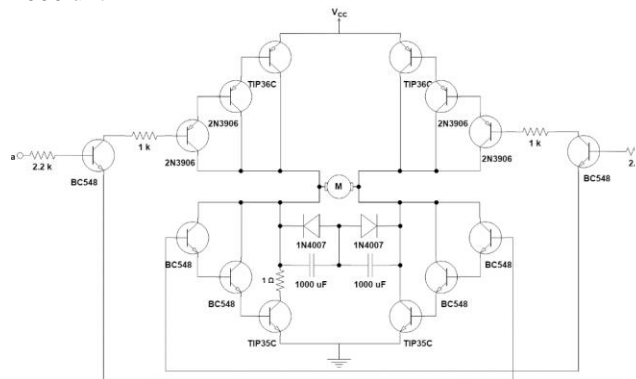 V_CC
TIP36C TIP36C
2N3906 2N3906
1 k 1 k
2N3906 2N3906
a
2.2 k
BC548 BC548
M
BC548 1N4007 1N4007 BC548
1 Ω
BC548 1000 uF 1000 uF BC548
TIP35C TIP35C